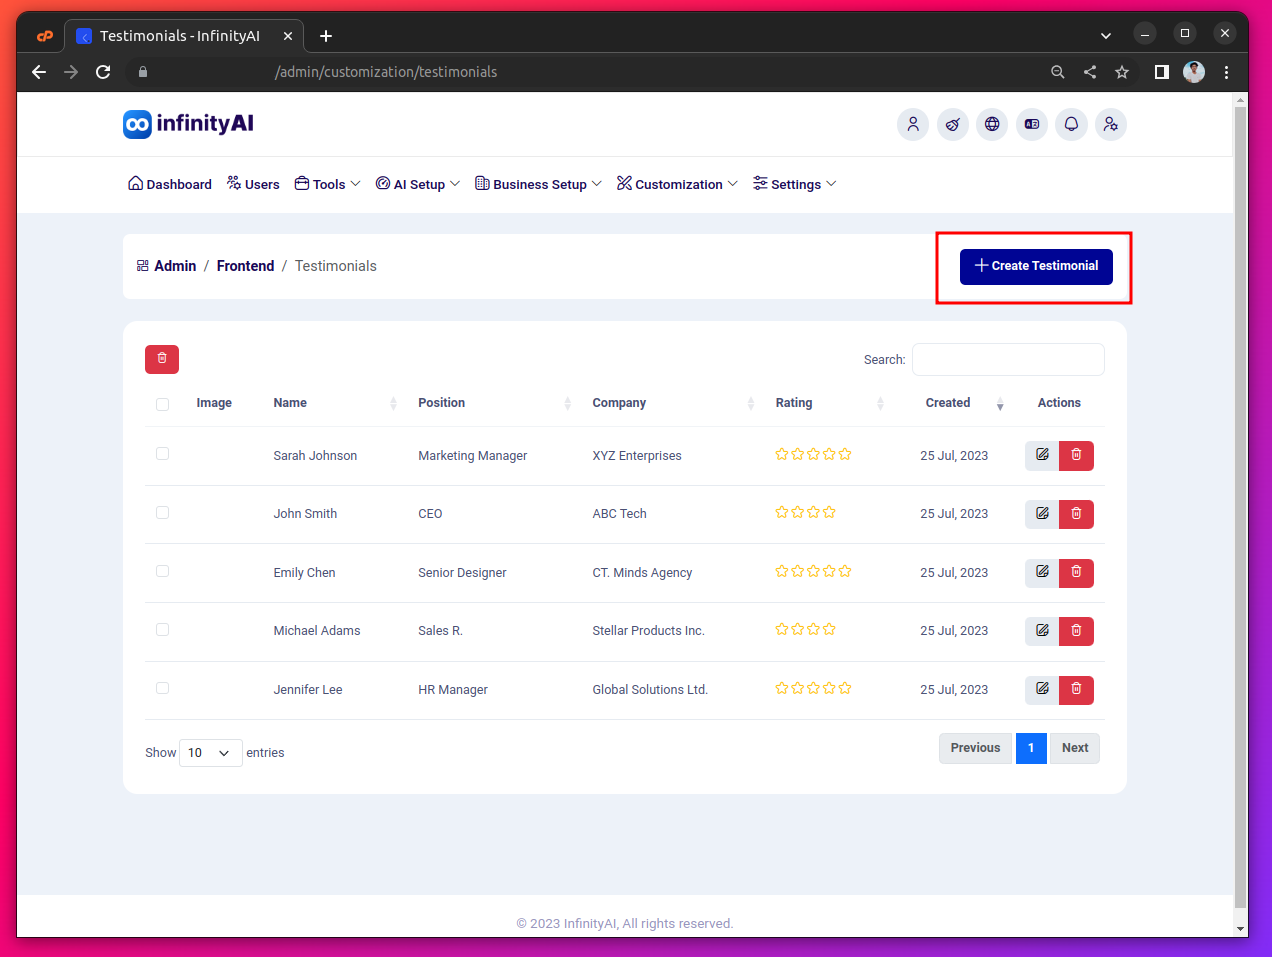 Testimonials - InfinityAI
/admin/customization/testimonials
infinityAI
Dashboard Users Tools AI Setup Business Setup Customization Settings
Admin / Frontend / Testimonials
Create Testimonial
Search:
Image Name Position Company Rating Created Actions
Sarah Johnson Marketing Manager XYZ Enterprises 25 Jul, 2023
John Smith CEO ABC Tech 25 Jul, 2023
Emily Chen Senior Designer CT. Minds Agency 25 Jul, 2023
Michael Adams Sales R. Stellar Products Inc. 25 Jul, 2023
Jennifer Lee HR Manager Global Solutions Ltd. 25 Jul, 2023
Show 10 entries Previous 1 Next
© 2023 InfinityAI, All rights reserved.